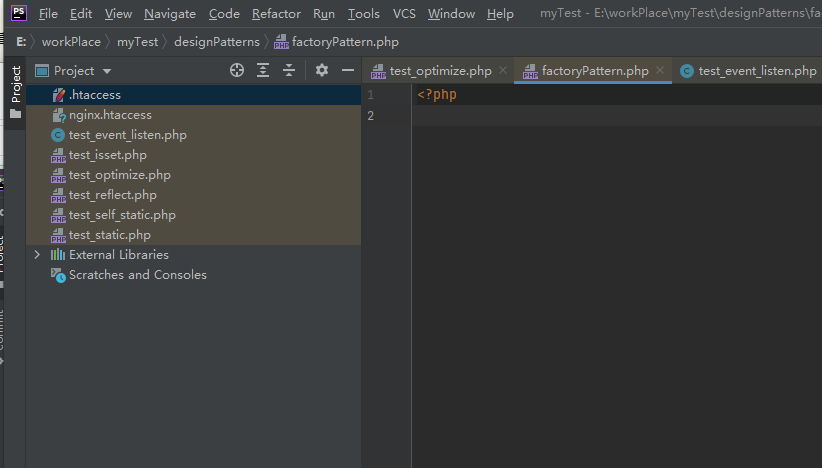 PS File Edit View Navigate Code Refactor Run Tools VCS Window Help myTest - E:\workPlace\myTest\designPatterns\fa
E: workPlace myTest designPatterns factoryPattern.php
Project
Project
test_optimize.php factoryPattern.php test_event_listen.php
.htaccess
nginx.htaccess
test_event_listen.php
test_isset.php
test_optimize.php
test_reflect.php
test_self_static.php
test_static.php
External Libraries
Scratches and Consoles
1 <?php
2